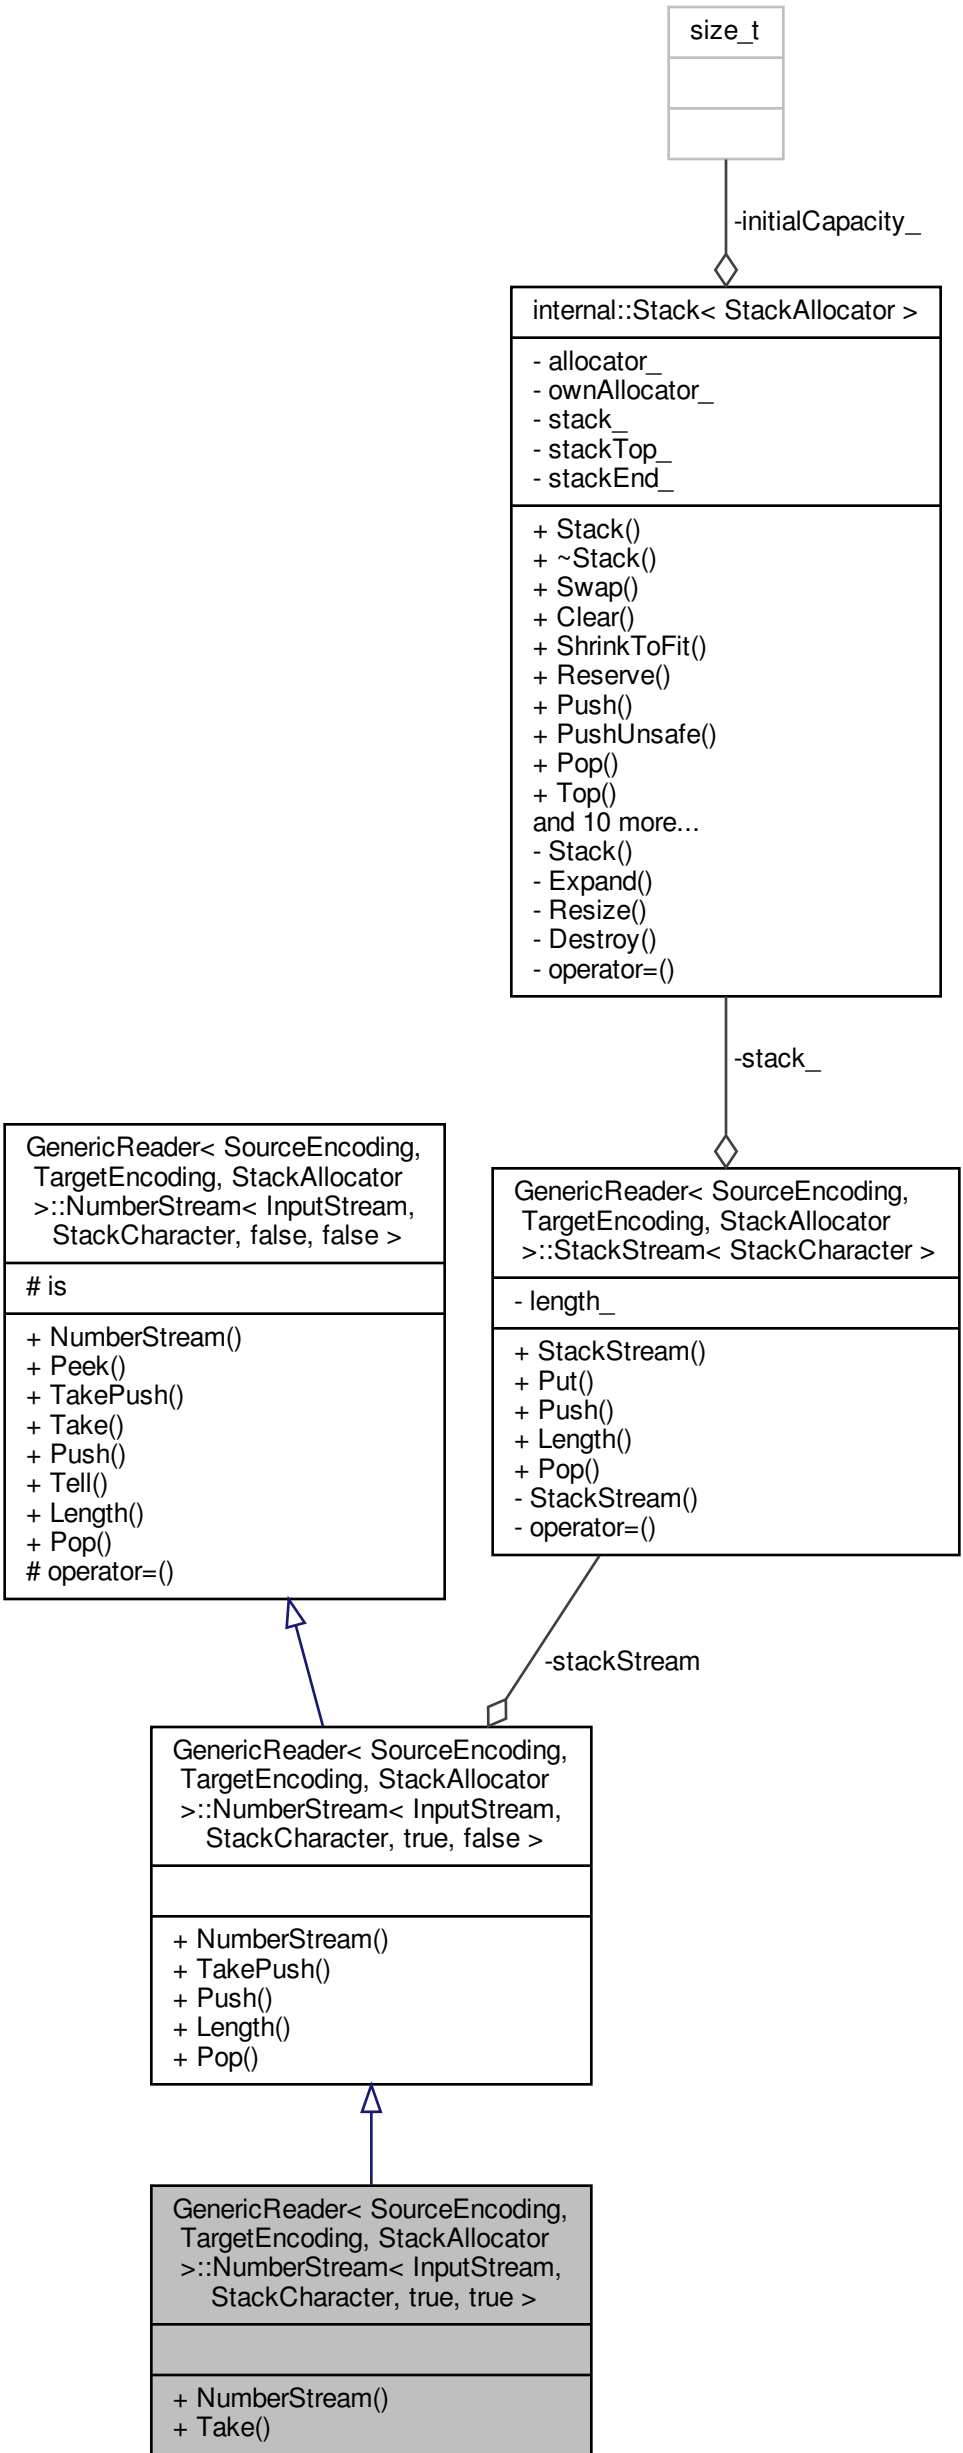 size_t
-initialCapacity_
internal::Stack< StackAllocator >
- allocator_
- ownAllocator_
- stack_
- stackTop_
- stackEnd_
+ Stack()
+ ~Stack()
+ Swap()
+ Clear()
+ ShrinkToFit()
+ Reserve()
+ Push()
+ PushUnsafe()
+ Pop()
+ Top()
and 10 more...
- Stack()
- Expand()
- Resize()
- Destroy()
- operator=()
-stack_
GenericReader< SourceEncoding,
TargetEncoding, StackAllocator
>::NumberStream< InputStream,
StackCharacter, false, false >
# is
+ NumberStream()
+ Peek()
+ TakePush()
+ Take()
+ Push()
+ Tell()
+ Length()
+ Pop()
# operator=()
GenericReader< SourceEncoding,
TargetEncoding, StackAllocator
>::StackStream< StackCharacter >
- length_
+ StackStream()
+ Put()
+ Push()
+ Length()
+ Pop()
- StackStream()
- operator=()
-stackStream
GenericReader< SourceEncoding,
TargetEncoding, StackAllocator
>::NumberStream< InputStream,
StackCharacter, true, false >
+ NumberStream()
+ TakePush()
+ Push()
+ Length()
+ Pop()
GenericReader< SourceEncoding,
TargetEncoding, StackAllocator
>::NumberStream< InputStream,
StackCharacter, true, true >
+ NumberStream()
+ Take()